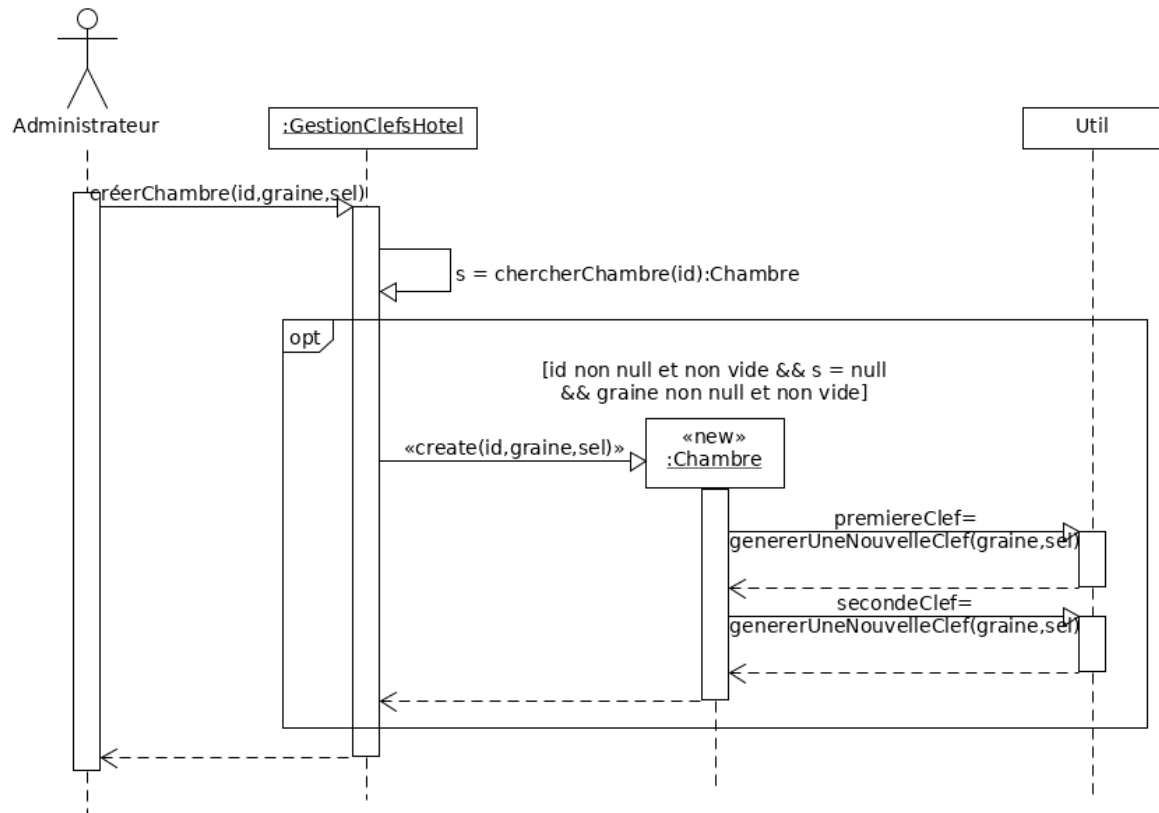 Administrateur
:GestionClefsHotel
Util
créerChambre(id,graine,sel)
s = chercherChambre(id):Chambre
opt
[id non null et non vide && s = null
&& graine non null et non vide]
«create(id,graine,sel)»
«new»
:Chambre
premiereClef=
genererUneNouvelleClef(graine,sel)
secondeClef=
genererUneNouvelleClef(graine,sel)